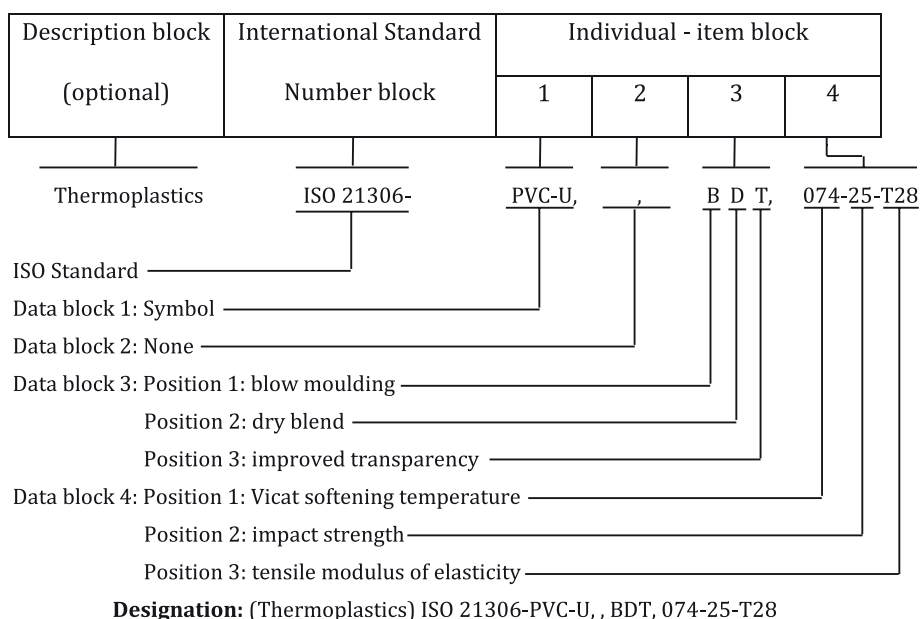 Description block International Standard Individual - item block
(optional) Number block 1 2 3 4
Thermoplastics ISO 21306- PVC-U, , B D T, 074-25-T28
ISO Standard
Data block 1: Symbol
Data block 2: None
Data block 3: Position 1: blow moulding
Position 2: dry blend
Position 3: improved transparency
Data block 4: Position 1: Vicat softening temperature
Position 2: impact strength
Position 3: tensile modulus of elasticity
Designation: (Thermoplastics) ISO 21306-PVC-U, , BDT, 074-25-T28